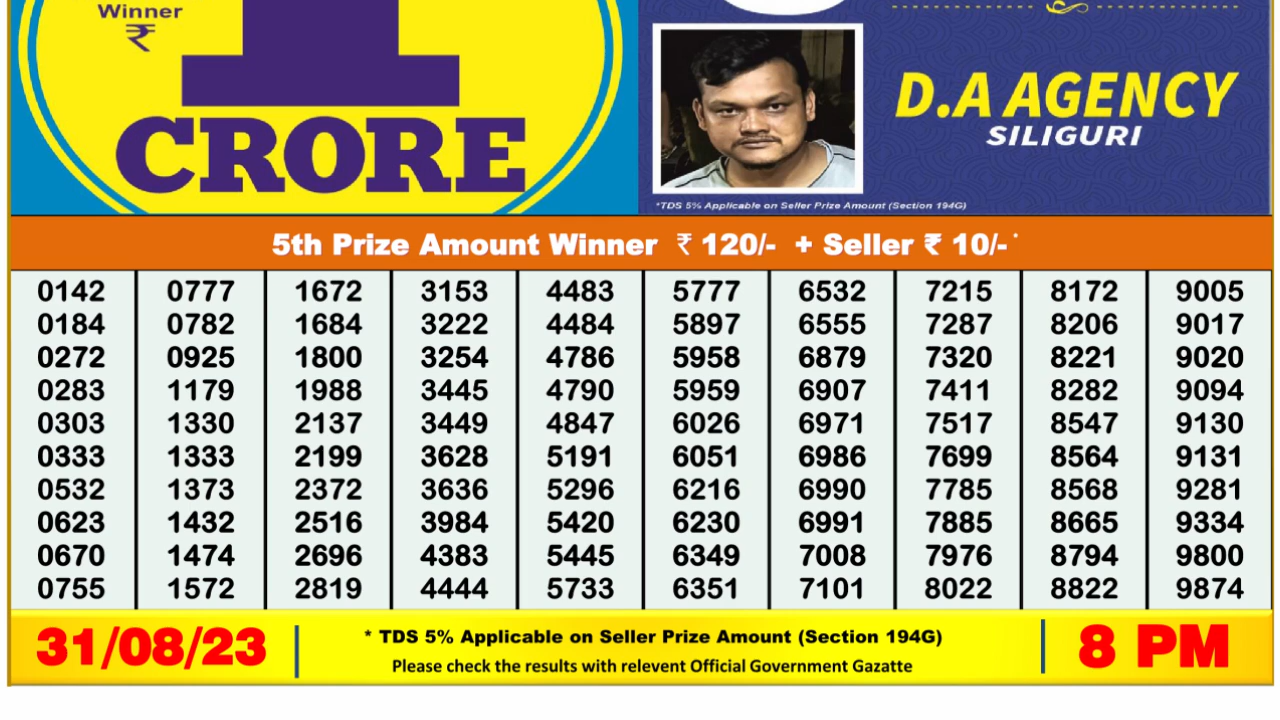 Winner
₹
1
CRORE
D.A AGENCY
SILIGURI
*TDS 5% Applicable on Seller Prize Amount (Section 194G)
5th Prize Amount Winner ₹ 120/- + Seller ₹ 10/- *
0142 0777 1672 3153 4483 5777 6532 7215 8172 9005
0184 0782 1684 3222 4484 5897 6555 7287 8206 9017
0272 0925 1800 3254 4786 5958 6879 7320 8221 9020
0283 1179 1988 3445 4790 5959 6907 7411 8282 9094
0303 1330 2137 3449 4847 6026 6971 7517 8547 9130
0333 1333 2199 3628 5191 6051 6986 7699 8564 9131
0532 1373 2372 3636 5296 6216 6990 7785 8568 9281
0623 1432 2516 3984 5420 6230 6991 7885 8665 9334
0670 1474 2696 4383 5445 6349 7008 7976 8794 9800
0755 1572 2819 4444 5733 6351 7101 8022 8822 9874
31/08/23
* TDS 5% Applicable on Seller Prize Amount (Section 194G)
Please check the results with relevent Official Government Gazatte
8 PM